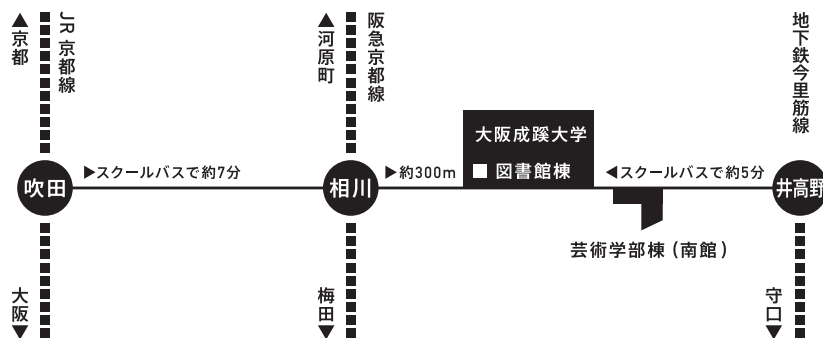 ▲京都
JR 京都線
吹田
大阪▼
▶スクールバスで約7分
▲河原町
阪急京都線
相川
梅田▼
▶約300m
大阪成蹊大学
図書館棟
◀スクールバスで約5分
芸術学部棟（南館）
地下鉄今里筋線
井高野
守口▼